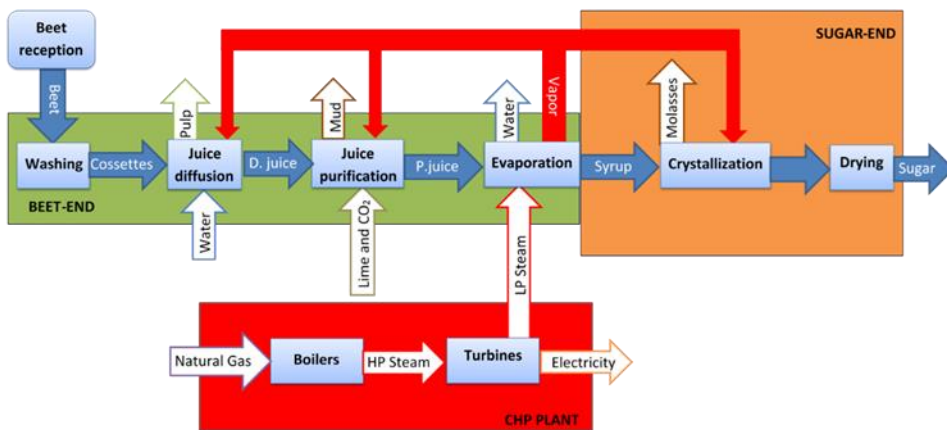 Beet
reception
SUGAR-END
Beet
Pulp
Mud
Water
Vapor
Molasses
Washing
Cossettes
Juice
diffusion
D. juice
Juice
purification
P.juice
Evaporation
Syrup
Crystallization
Drying
Sugar
BEET-END
Water
Lime and CO₂
LP Steam
Natural Gas
Boilers
HP Steam
Turbines
Electricity
CHP PLANT